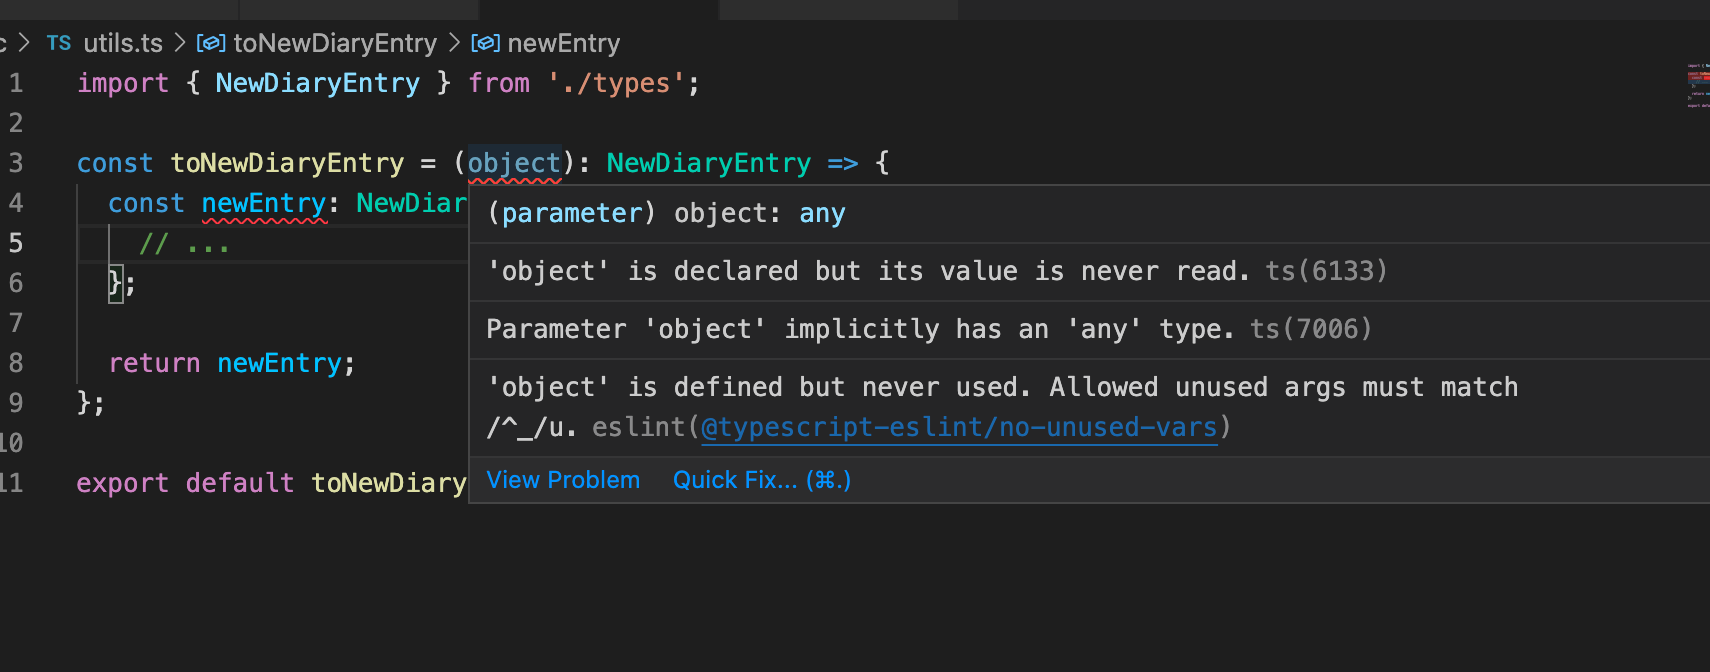 TS utils.ts > toNewDiaryEntry > newEntry
1 import { NewDiaryEntry } from './types';
2
3 const toNewDiaryEntry = (object): NewDiaryEntry => {
4 const newEntry: NewDiar
5 // ...
6 };
7
8 return newEntry;
9 };
10
11 export default toNewDiary
(parameter) object: any
'object' is declared but its value is never read. ts(6133)
Parameter 'object' implicitly has an 'any' type. ts(7006)
'object' is defined but never used. Allowed unused args must match
/^_/u. eslint(@typescript-eslint/no-unused-vars)
View Problem Quick Fix... (⌘.)